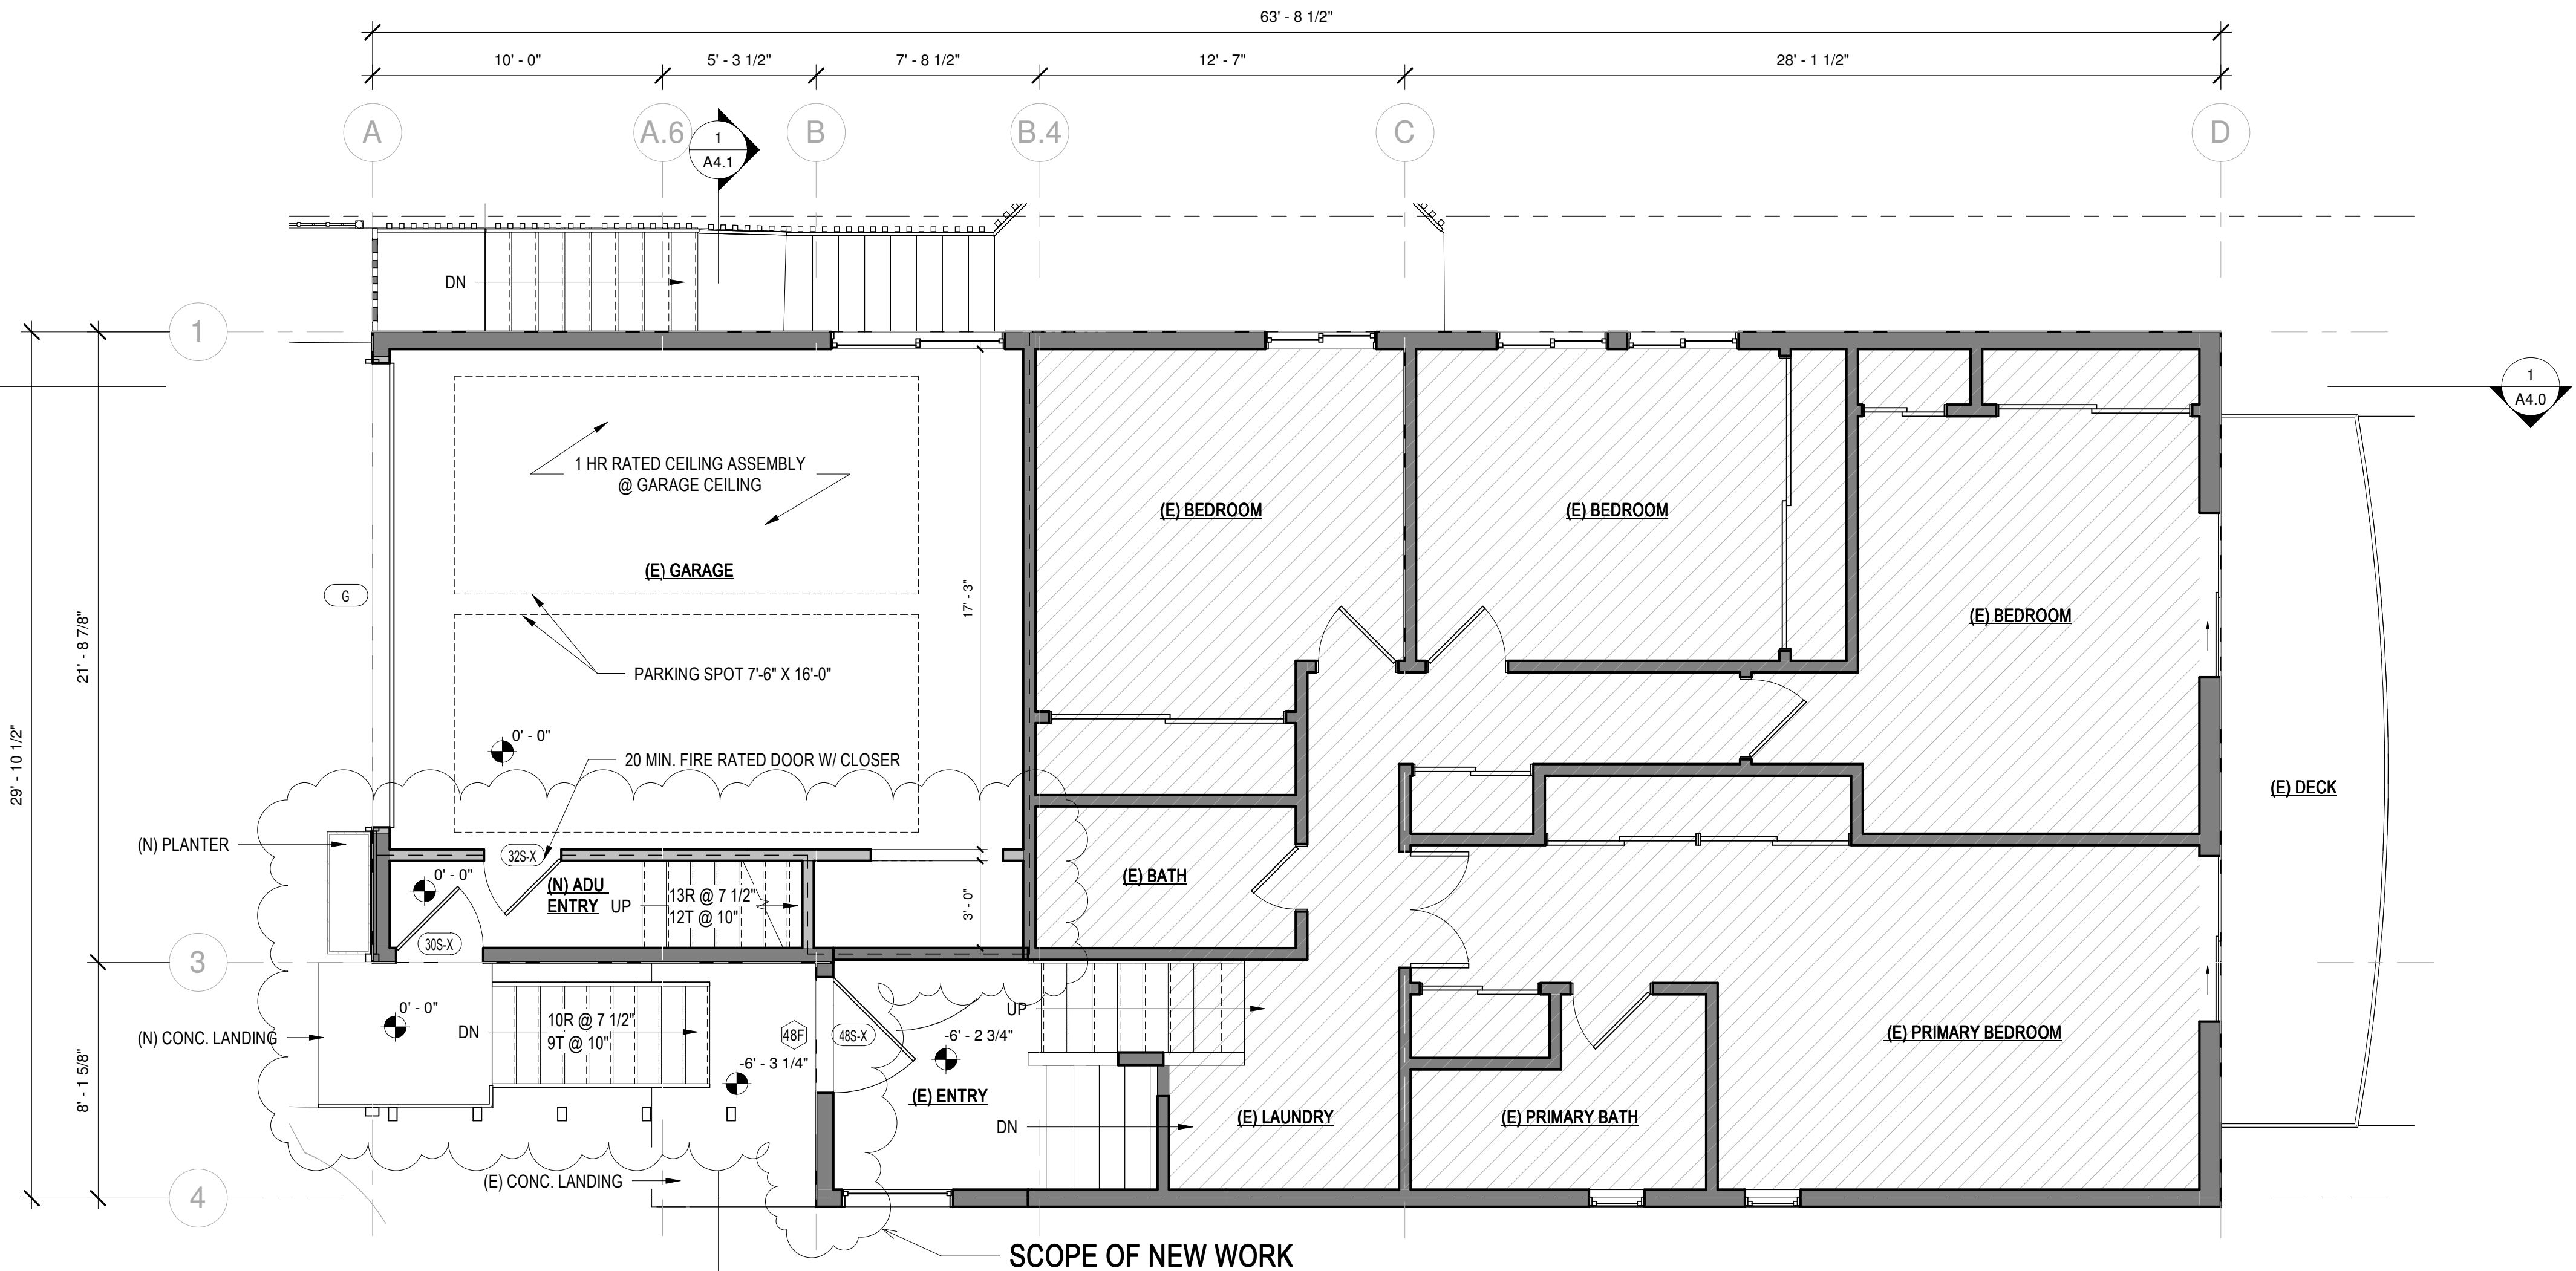 63' - 8 1/2"
10' - 0"
5' - 3 1/2"
7' - 8 1/2"
12' - 7"
28' - 1 1/2"
A
A.6
1
A4.1
B
B.4
C
D
DN
1
1
A4.0
1 HR RATED CEILING ASSEMBLY
@ GARAGE CEILING
(E) BEDROOM
(E) BEDROOM
(E) GARAGE
G
17' - 3"
(E) BEDROOM
21' - 8 7/8"
PARKING SPOT 7'-6" X 16'-0"
0' - 0"
20 MIN. FIRE RATED DOOR W/ CLOSER
29' - 10 1/2"
(E) DECK
(N) PLANTER
32S-X
0' - 0"
(N) ADU
ENTRY
UP
13R @ 7 1/2"
12T @ 10"
3' - 0"
(E) BATH
30S-X
3
0' - 0"
(N) CONC. LANDING
DN
10R @ 7 1/2"
9T @ 10"
48F
48S-X
-6' - 3 1/4"
UP
-6' - 2 3/4"
(E) ENTRY
(E) PRIMARY BEDROOM
8' - 1 5/8"
DN
(E) LAUNDRY
(E) PRIMARY BATH
(E) CONC. LANDING
4
SCOPE OF NEW WORK